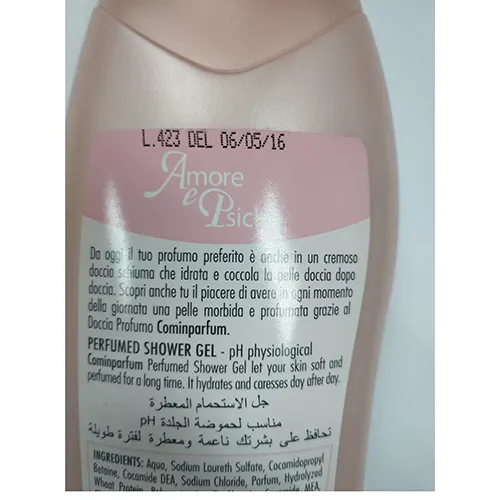 L.423 DEL 06/05/16
Amore
e Psiche
Da oggi il tuo profumo preferito è anche in un cremoso
doccia schiuma che idrata e coccola la pelle doccia dopo
doccia. Scopri anche tu il piacere di avere in ogni momento
della giornata una pelle morbida e profumata grazie al
Doccia Profumo Cominparfum.
PERFUMED SHOWER GEL - pH physiological
Cominparfum Perfumed Shower Gel let your skin soft and
perfumed for a long time. It hydrates and caresses day after day.
جل الاستحمام المعطرة
مناسب لحموضة الجلدة pH
تحافظ على بشرتك ناعمة ومعطرة لفترة طويلة
INGREDIENTS: Aqua, Sodium Laureth Sulfate, Cocamidopropyl
Betaine, Cocamide DEA, Sodium Chloride, Parfum, Hydrolyzed
Wheat Protein,